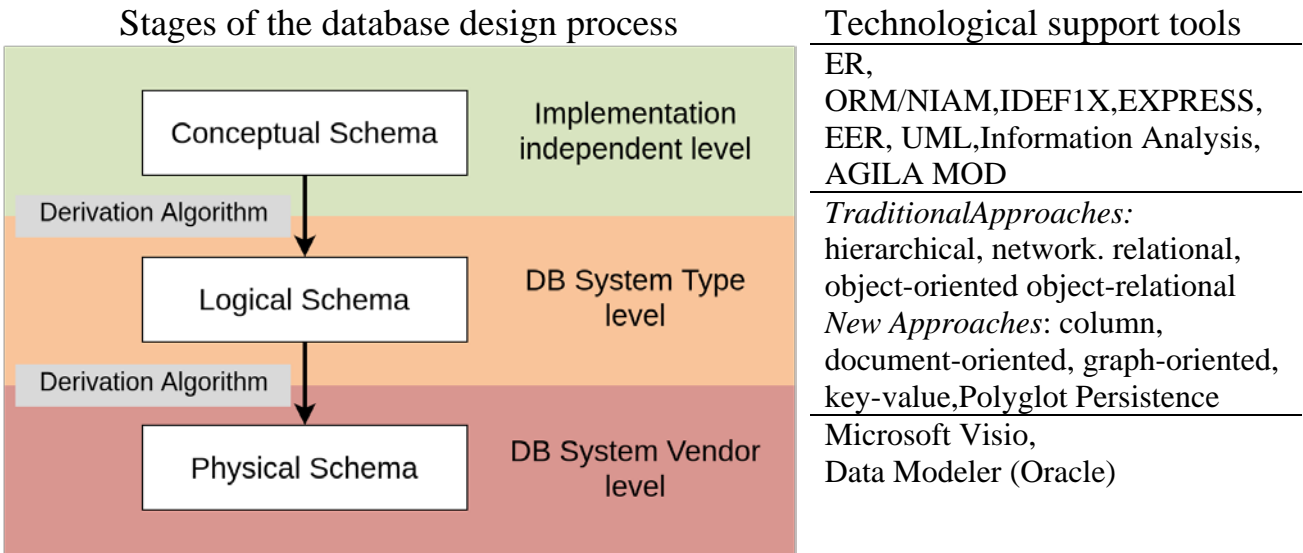 Stages of the database design process
Technological support tools
Conceptual Schema
Implementation
independent level
ER,
ORM/NIAM,IDEF1X,EXPRESS,
EER, UML,Information Analysis,
AGILA MOD
Derivation Algorithm
Logical Schema
DB System Type
level
TraditionalApproaches:
hierarchical, network. relational,
object-oriented object-relational
New Approaches: column,
document-oriented, graph-oriented,
key-value,Polyglot Persistence
Derivation Algorithm
Physical Schema
DB System Vendor
level
Microsoft Visio,
Data Modeler (Oracle)